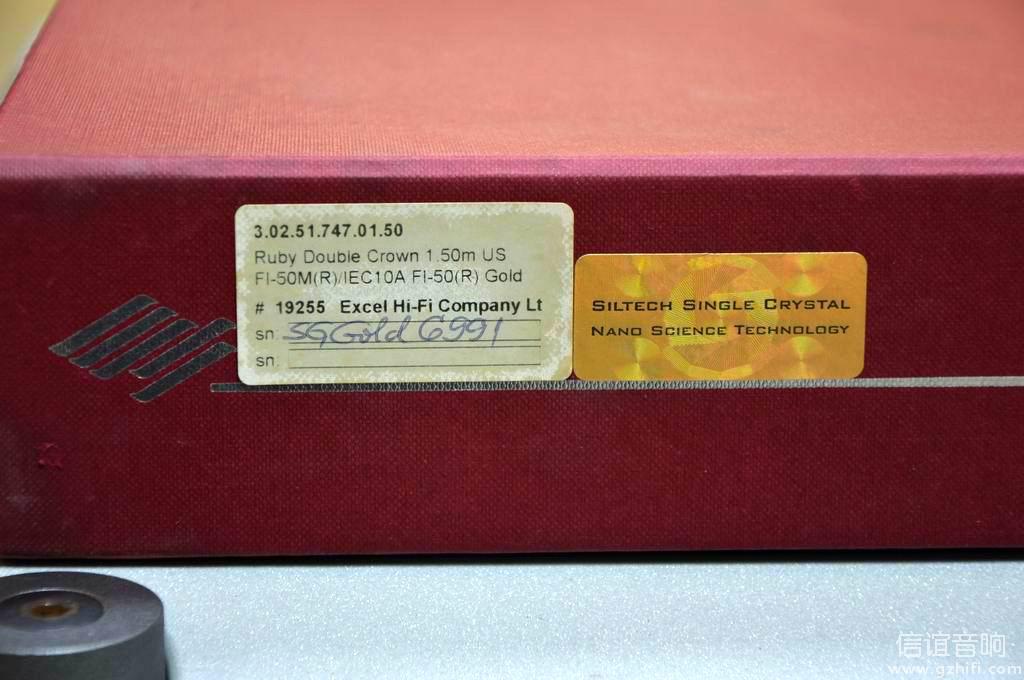 3.02.51.747.01.50
Ruby Double Crown 1.50m US
FI-50M(R)/IEC10A FI-50(R) Gold
# 19255 Excel Hi-Fi Company Lt
sn: SGGold 6991
sn:
SILTECH SINGLE CRYSTAL
NANO SCIENCE TECHNOLOGY
信谊音响
www.gzhifi.com